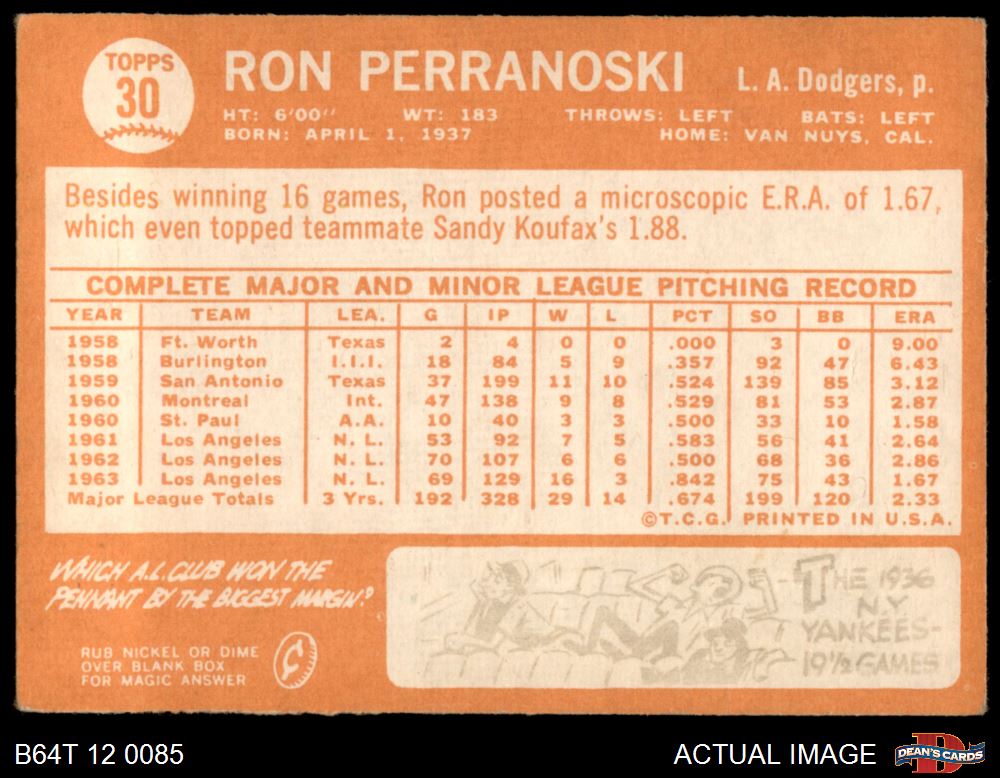 TOPPS
30
RON PERRANOSKI
L. A. Dodgers, p.
HT: 6'00" WT: 183 THROWS: LEFT BATS: LEFT
BORN: APRIL 1, 1937 HOME: VAN NUYS, CAL.
Besides winning 16 games, Ron posted a microscopic E.R.A. of 1.67,
which even topped teammate Sandy Koufax's 1.88.
COMPLETE MAJOR AND MINOR LEAGUE PITCHING RECORD
YEAR TEAM LEA. G IP W L PCT SO BB ERA
1958 Ft. Worth Texas 2 4 0 0 .000 3 0 9.00
1958 Burlington I.I.I. 18 84 5 9 .357 92 47 6.43
1959 San Antonio Texas 37 199 11 10 .524 139 85 3.12
1960 Montreal Int. 47 138 9 8 .529 81 53 2.87
1960 St. Paul A.A. 10 40 3 3 .500 33 10 1.58
1961 Los Angeles N. L. 53 92 7 5 .583 56 41 2.64
1962 Los Angeles N. L. 70 107 6 6 .500 68 36 2.86
1963 Los Angeles N. L. 69 129 16 3 .842 75 43 1.67
Major League Totals 3 Yrs. 192 328 29 14 .674 199 120 2.33
©T.C.G. PRINTED IN U.S.A.
WHICH A.L. CLUB WON THE
PENNANT BY THE BIGGEST MARGIN?
RUB NICKEL OR DIME
OVER BLANK BOX
FOR MAGIC ANSWER
THE 1936
N.Y.
YANKEES-
19½ GAMES
B64T 12 0085
ACTUAL IMAGE
DEAN'S CARDS